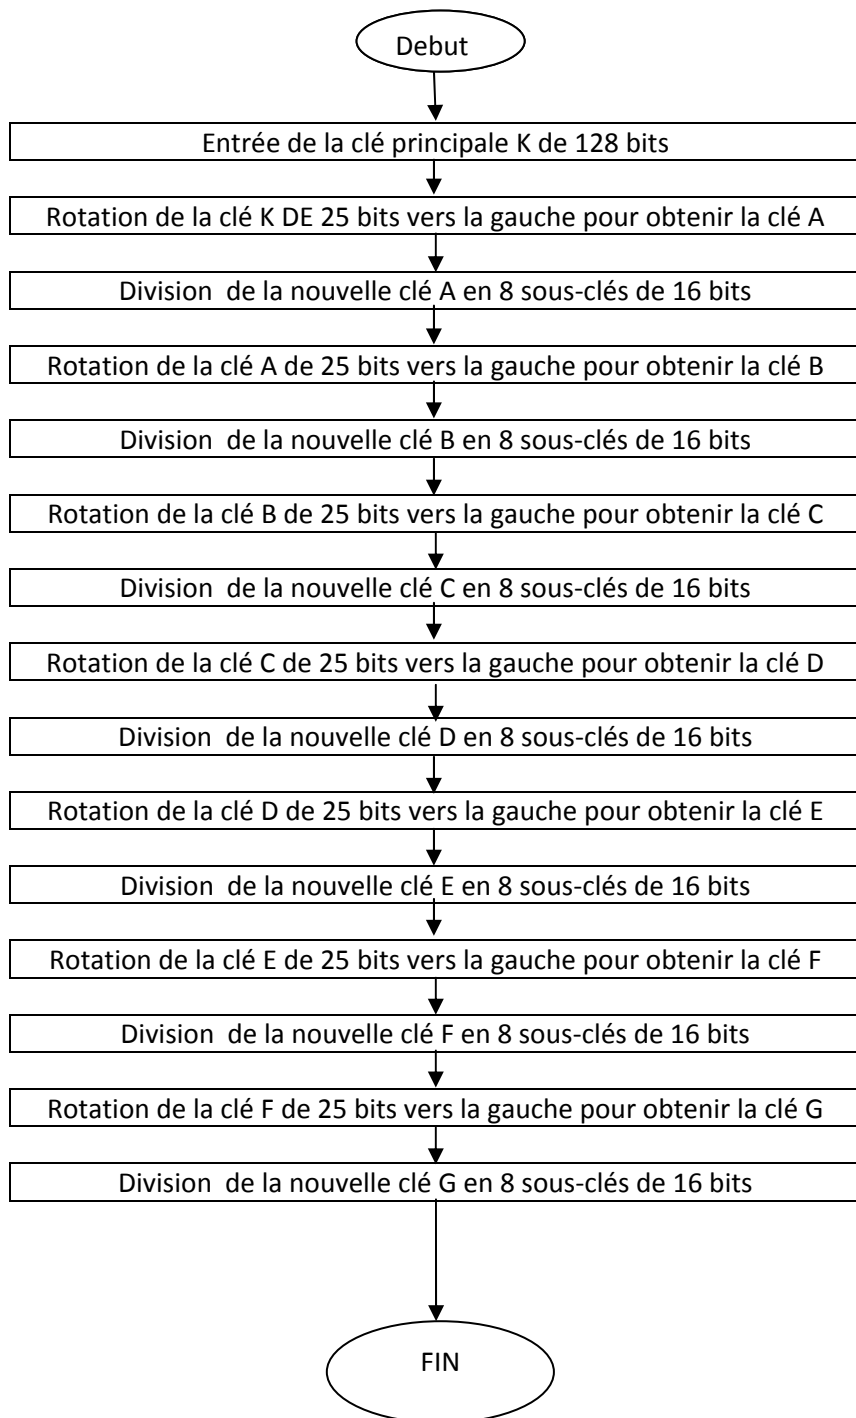 Debut
Entrée de la clé principale K de 128 bits
Rotation de la clé K DE 25 bits vers la gauche pour obtenir la clé A
Division de la nouvelle clé A en 8 sous-clés de 16 bits
Rotation de la clé A de 25 bits vers la gauche pour obtenir la clé B
Division de la nouvelle clé B en 8 sous-clés de 16 bits
Rotation de la clé B de 25 bits vers la gauche pour obtenir la clé C
Division de la nouvelle clé C en 8 sous-clés de 16 bits
Rotation de la clé C de 25 bits vers la gauche pour obtenir la clé D
Division de la nouvelle clé D en 8 sous-clés de 16 bits
Rotation de la clé D de 25 bits vers la gauche pour obtenir la clé E
Division de la nouvelle clé E en 8 sous-clés de 16 bits
Rotation de la clé E de 25 bits vers la gauche pour obtenir la clé F
Division de la nouvelle clé F en 8 sous-clés de 16 bits
Rotation de la clé F de 25 bits vers la gauche pour obtenir la clé G
Division de la nouvelle clé G en 8 sous-clés de 16 bits
FIN